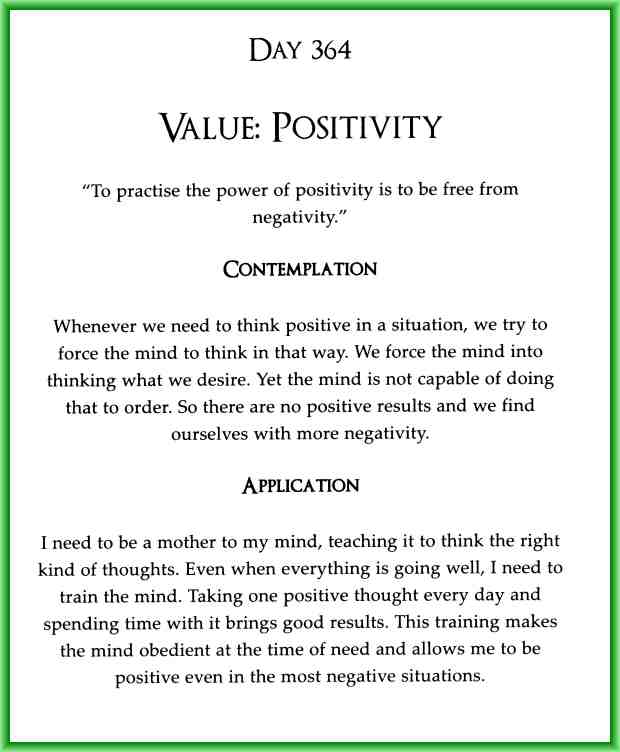 Day 364
Value: Positivity
“To practise the power of positivity is to be free from
negativity.”
Contemplation
Whenever we need to think positive in a situation, we try to
force the mind to think in that way. We force the mind into
thinking what we desire. Yet the mind is not capable of doing
that to order. So there are no positive results and we find
ourselves with more negativity.
Application
I need to be a mother to my mind, teaching it to think the right
kind of thoughts. Even when everything is going well, I need to
train the mind. Taking one positive thought every day and
spending time with it brings good results. This training makes
the mind obedient at the time of need and allows me to be
positive even in the most negative situations.